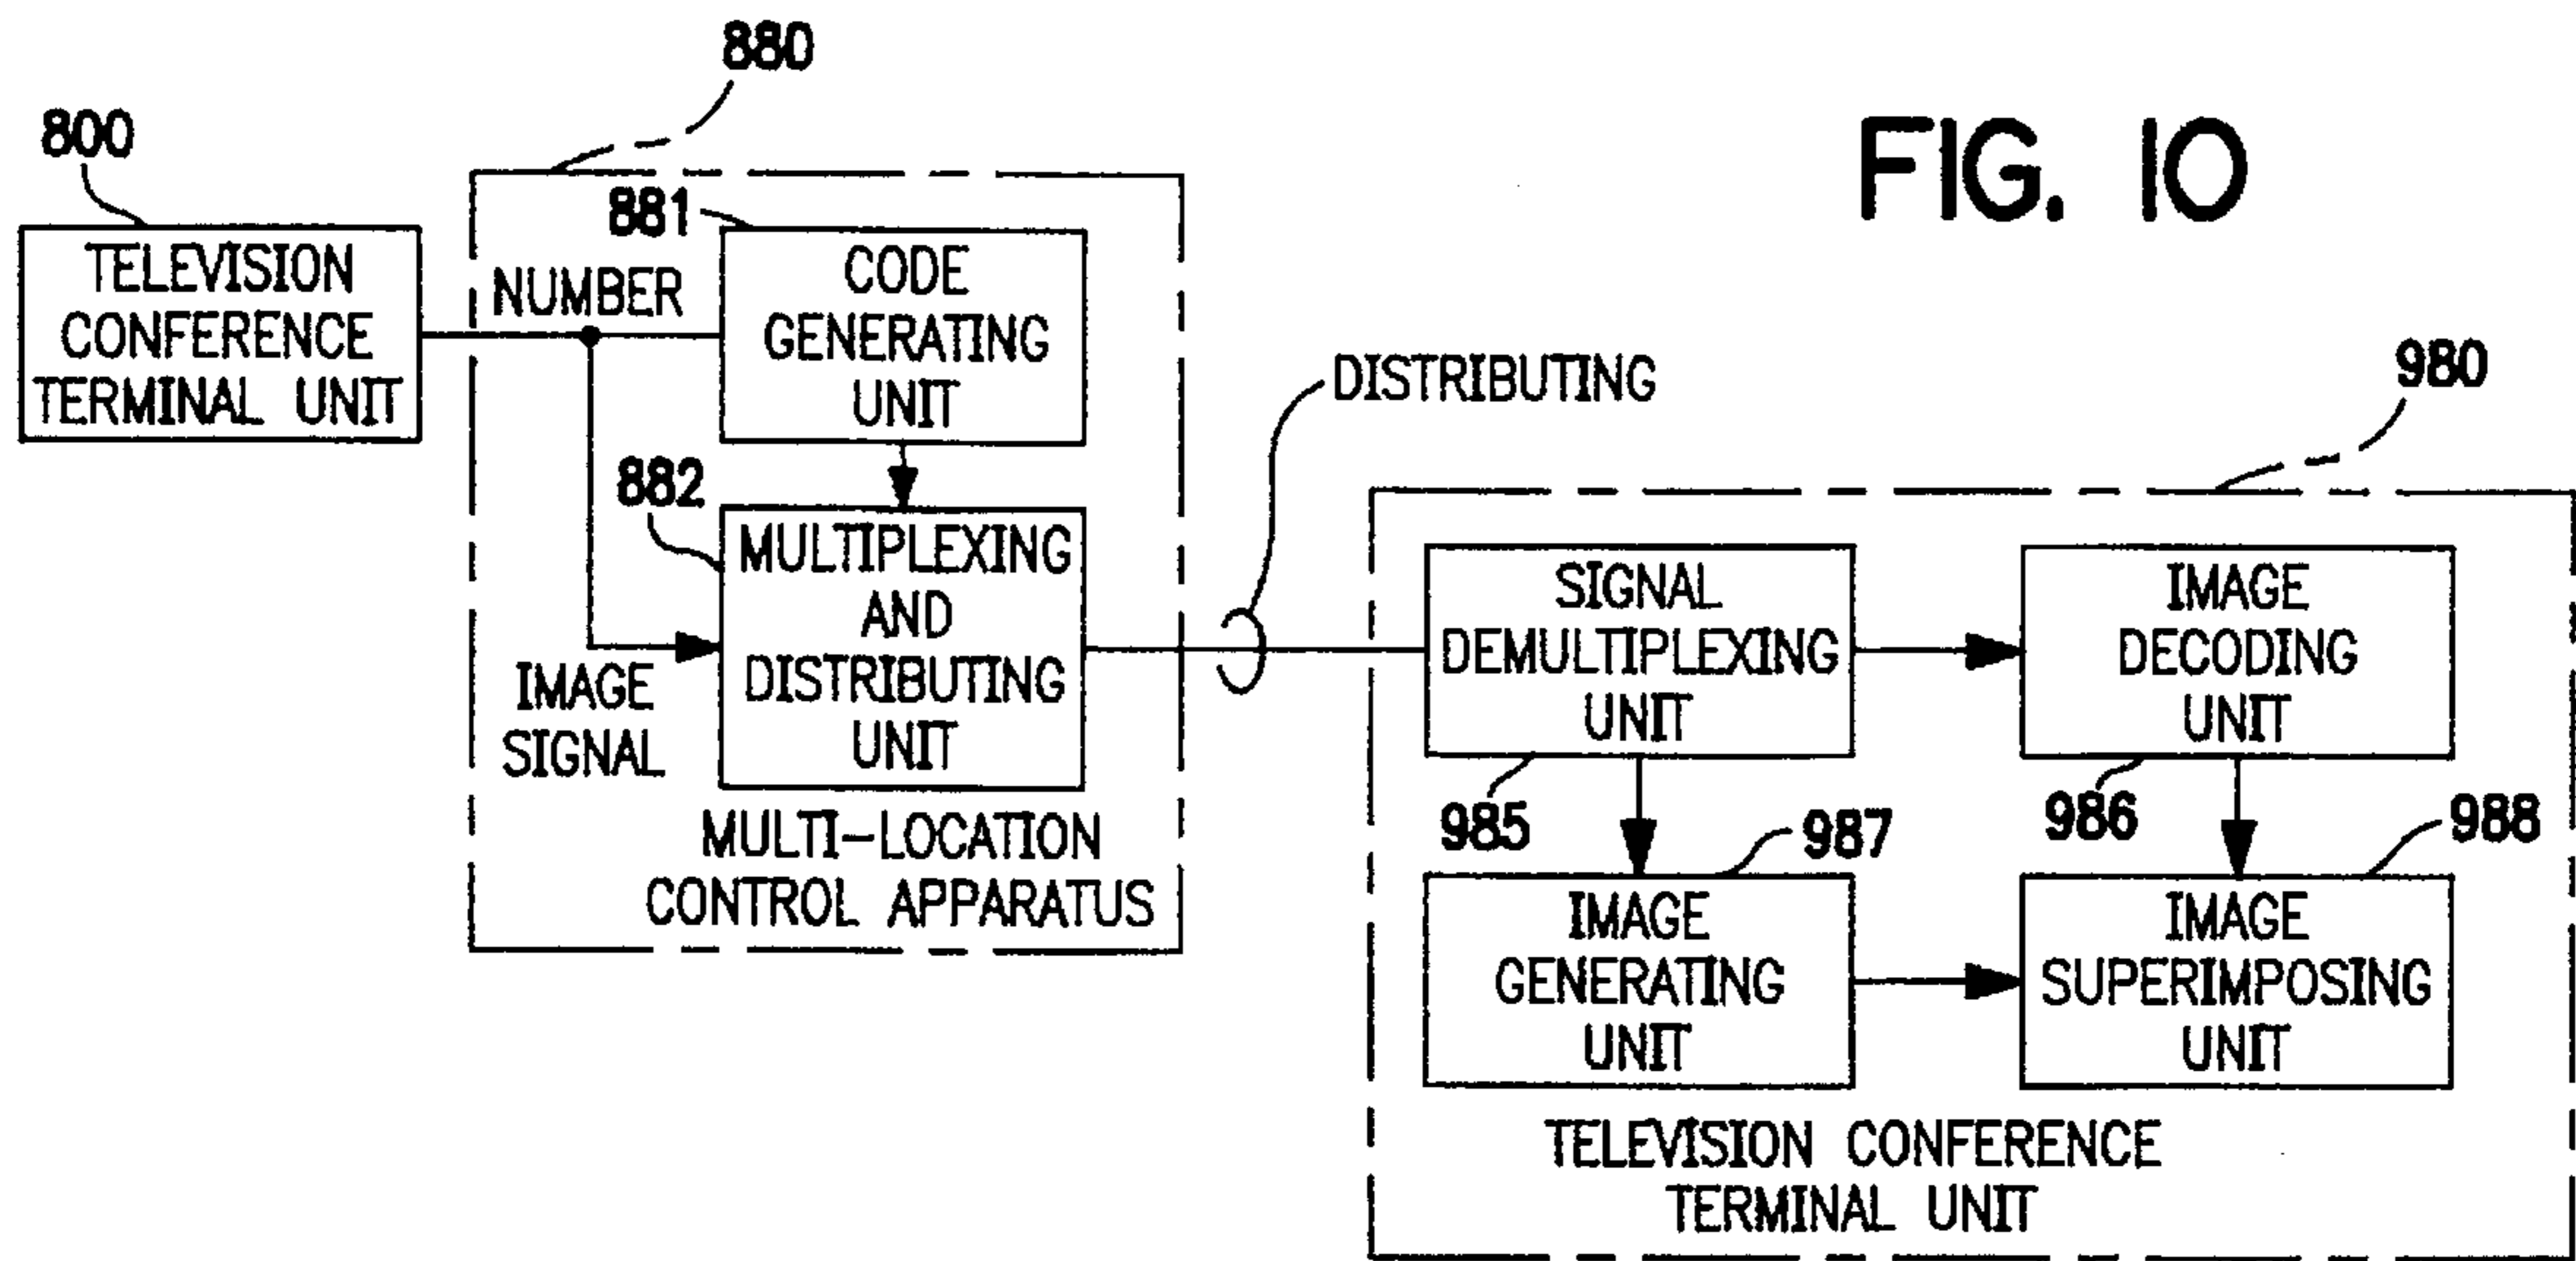 880
800
FIG. 10
881
TELEVISION
CONFERENCE
TERMINAL UNIT
NUMBER
CODE
GENERATING
UNIT
DISTRIBUTING
980
882
MULTIPLEXING
AND
DISTRIBUTING
UNIT
IMAGE
SIGNAL
MULTI-LOCATION
CONTROL APPARATUS
SIGNAL
DEMULTIPLEXING
UNIT
IMAGE
DECODING
UNIT
985
987
986
988
IMAGE
GENERATING
UNIT
IMAGE
SUPERIMPOSING
UNIT
TELEVISION CONFERENCE
TERMINAL UNIT